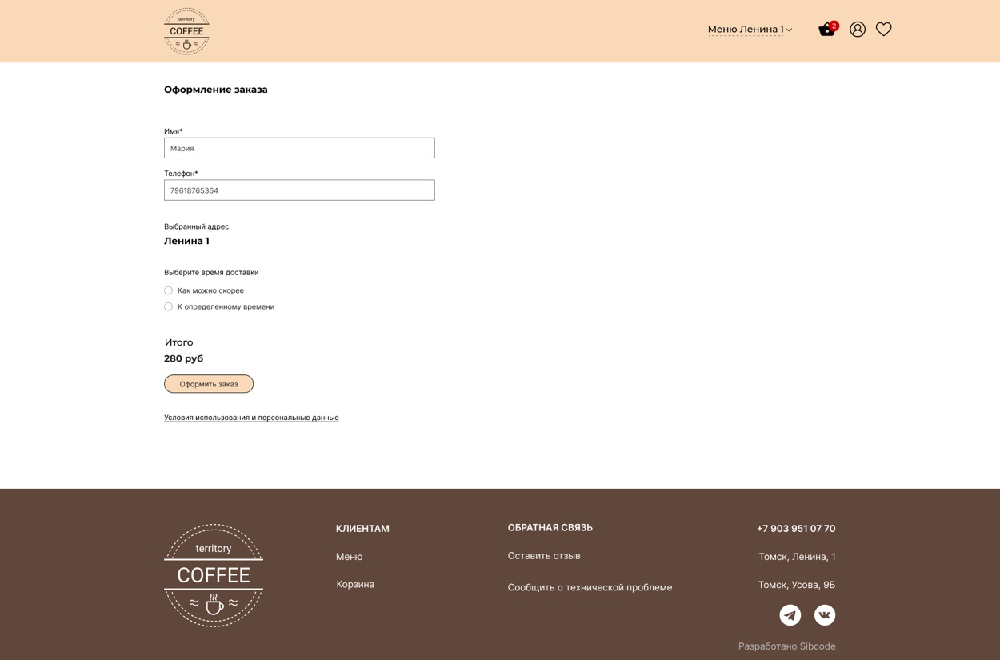 territory
COFFEE
Меню Ленина 1
2
Оформление заказа
Имя*
Мария
Телефон*
79618765364
Выбранный адрес
Ленина 1
Выберите время доставки
Как можно скорее
К определенному времени
Итого
280 руб
Оформить заказ
Условия использования и персональные данные
territory
COFFEE
КЛИЕНТАМ
Меню
Корзина
ОБРАТНАЯ СВЯЗЬ
Оставить отзыв
Сообщить о технической проблеме
+7 903 951 07 70
Томск, Ленина, 1
Томск, Усова, 9Б
Разработано Sibcode